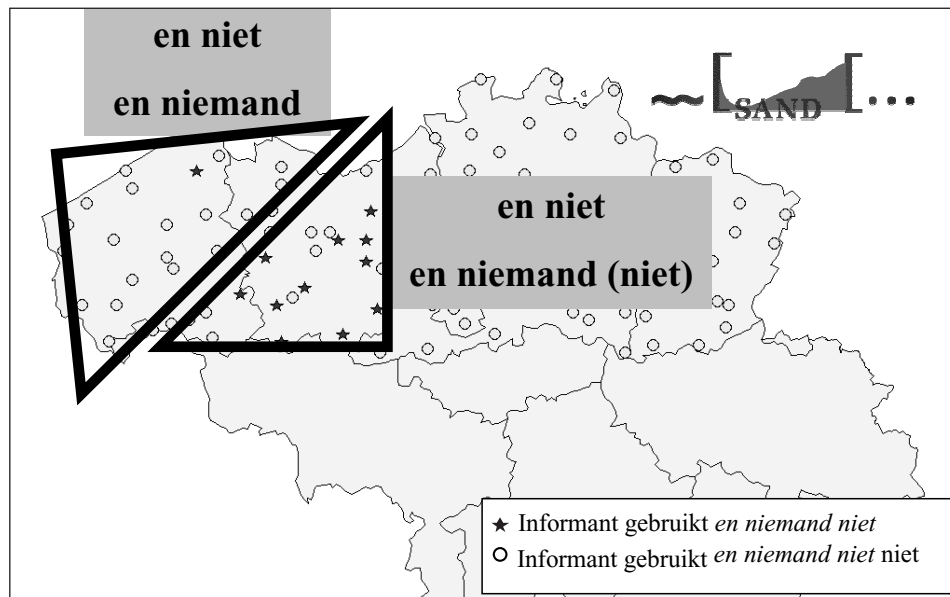 en niet
en niemand
SAND
en niet
en niemand (niet)
Informant gebruikt en niemand niet
Informant gebruikt en niemand niet niet